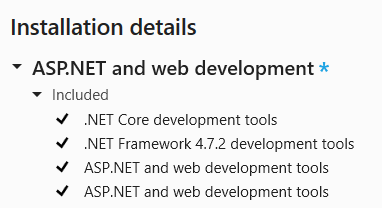 Installation details
ASP.NET and web development *
Included
.NET Core development tools
.NET Framework 4.7.2 development tools
ASP.NET and web development tools
ASP.NET and web development tools